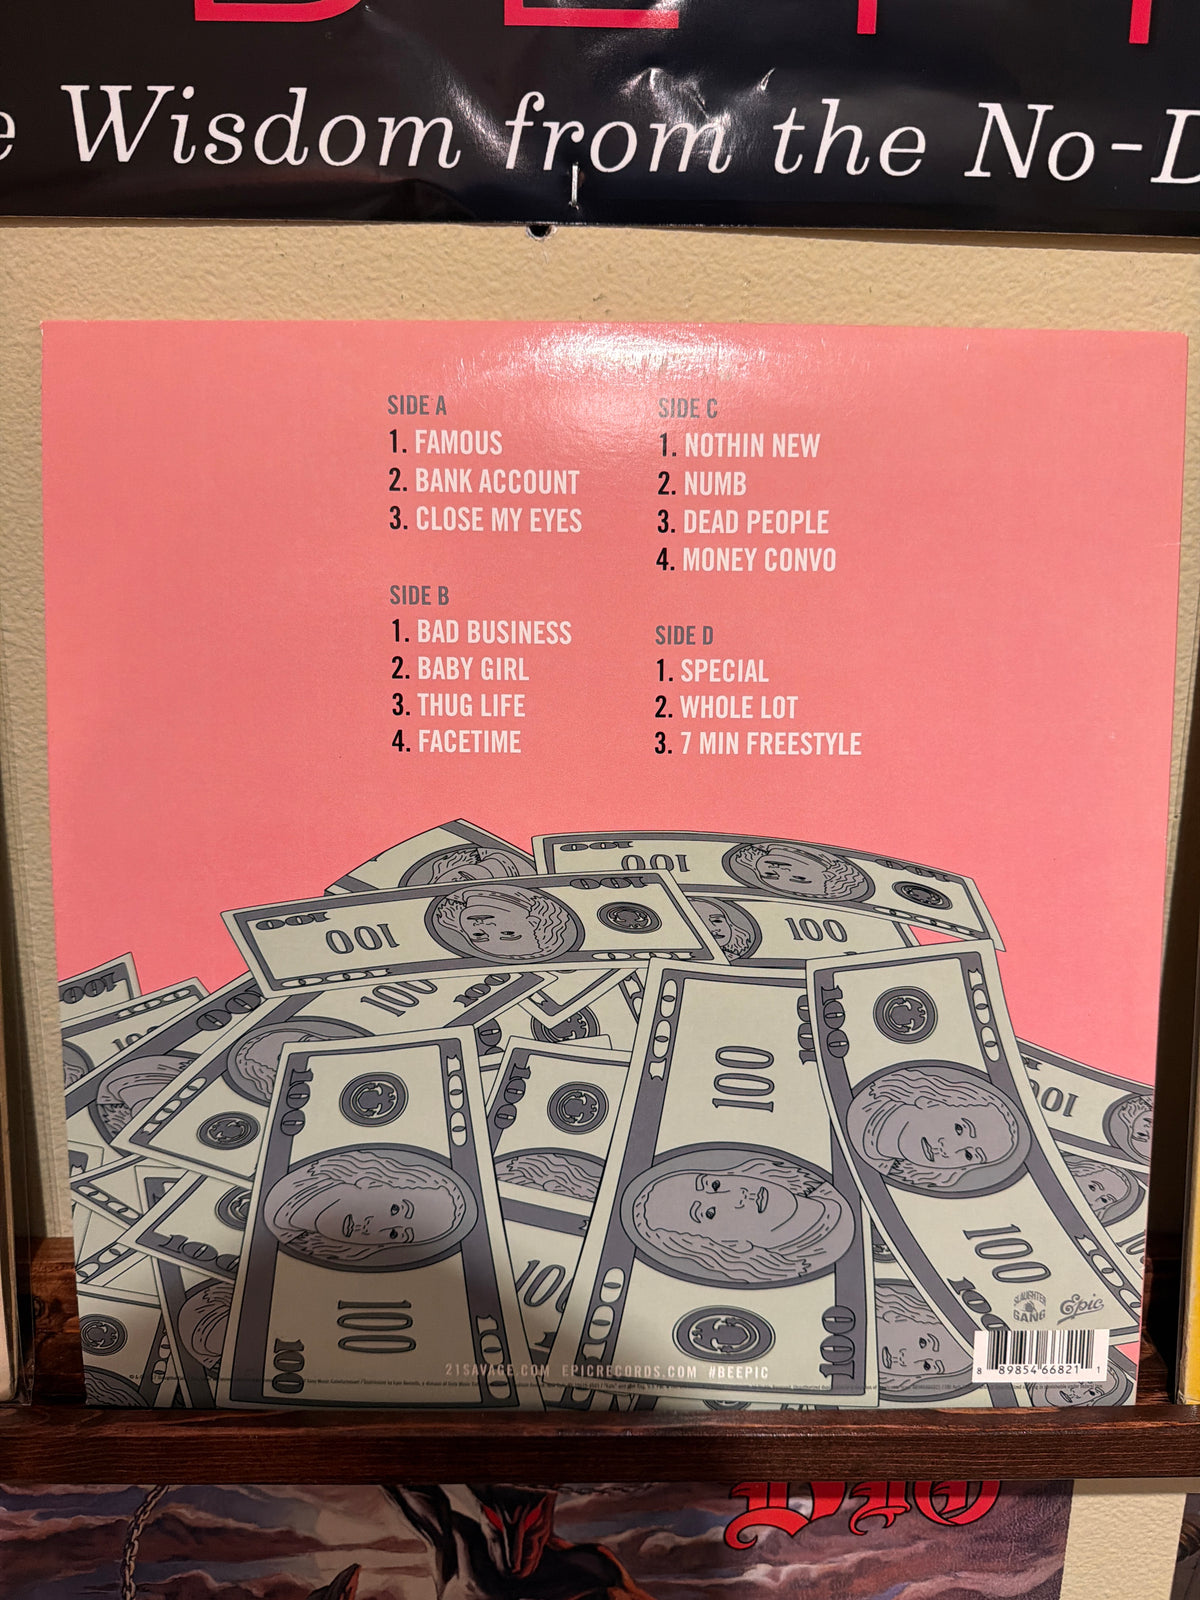 e Wisdom from the No-D
SIDE A
1. FAMOUS
2. BANK ACCOUNT
3. CLOSE MY EYES
SIDE B
1. BAD BUSINESS
2. BABY GIRL
3. THUG LIFE
4. FACETIME
SIDE C
1. NOTHIN NEW
2. NUMB
3. DEAD PEOPLE
4. MONEY CONVO
SIDE D
1. SPECIAL
2. WHOLE LOT
3. 7 MIN FREESTYLE
100
100
100
100
100
100
100
100
SLAUGHTER
GANG
Epic
21SAVAGE.COM EPICRECORDS.COM #BEEPIC
8 89854 66821 1
DIO